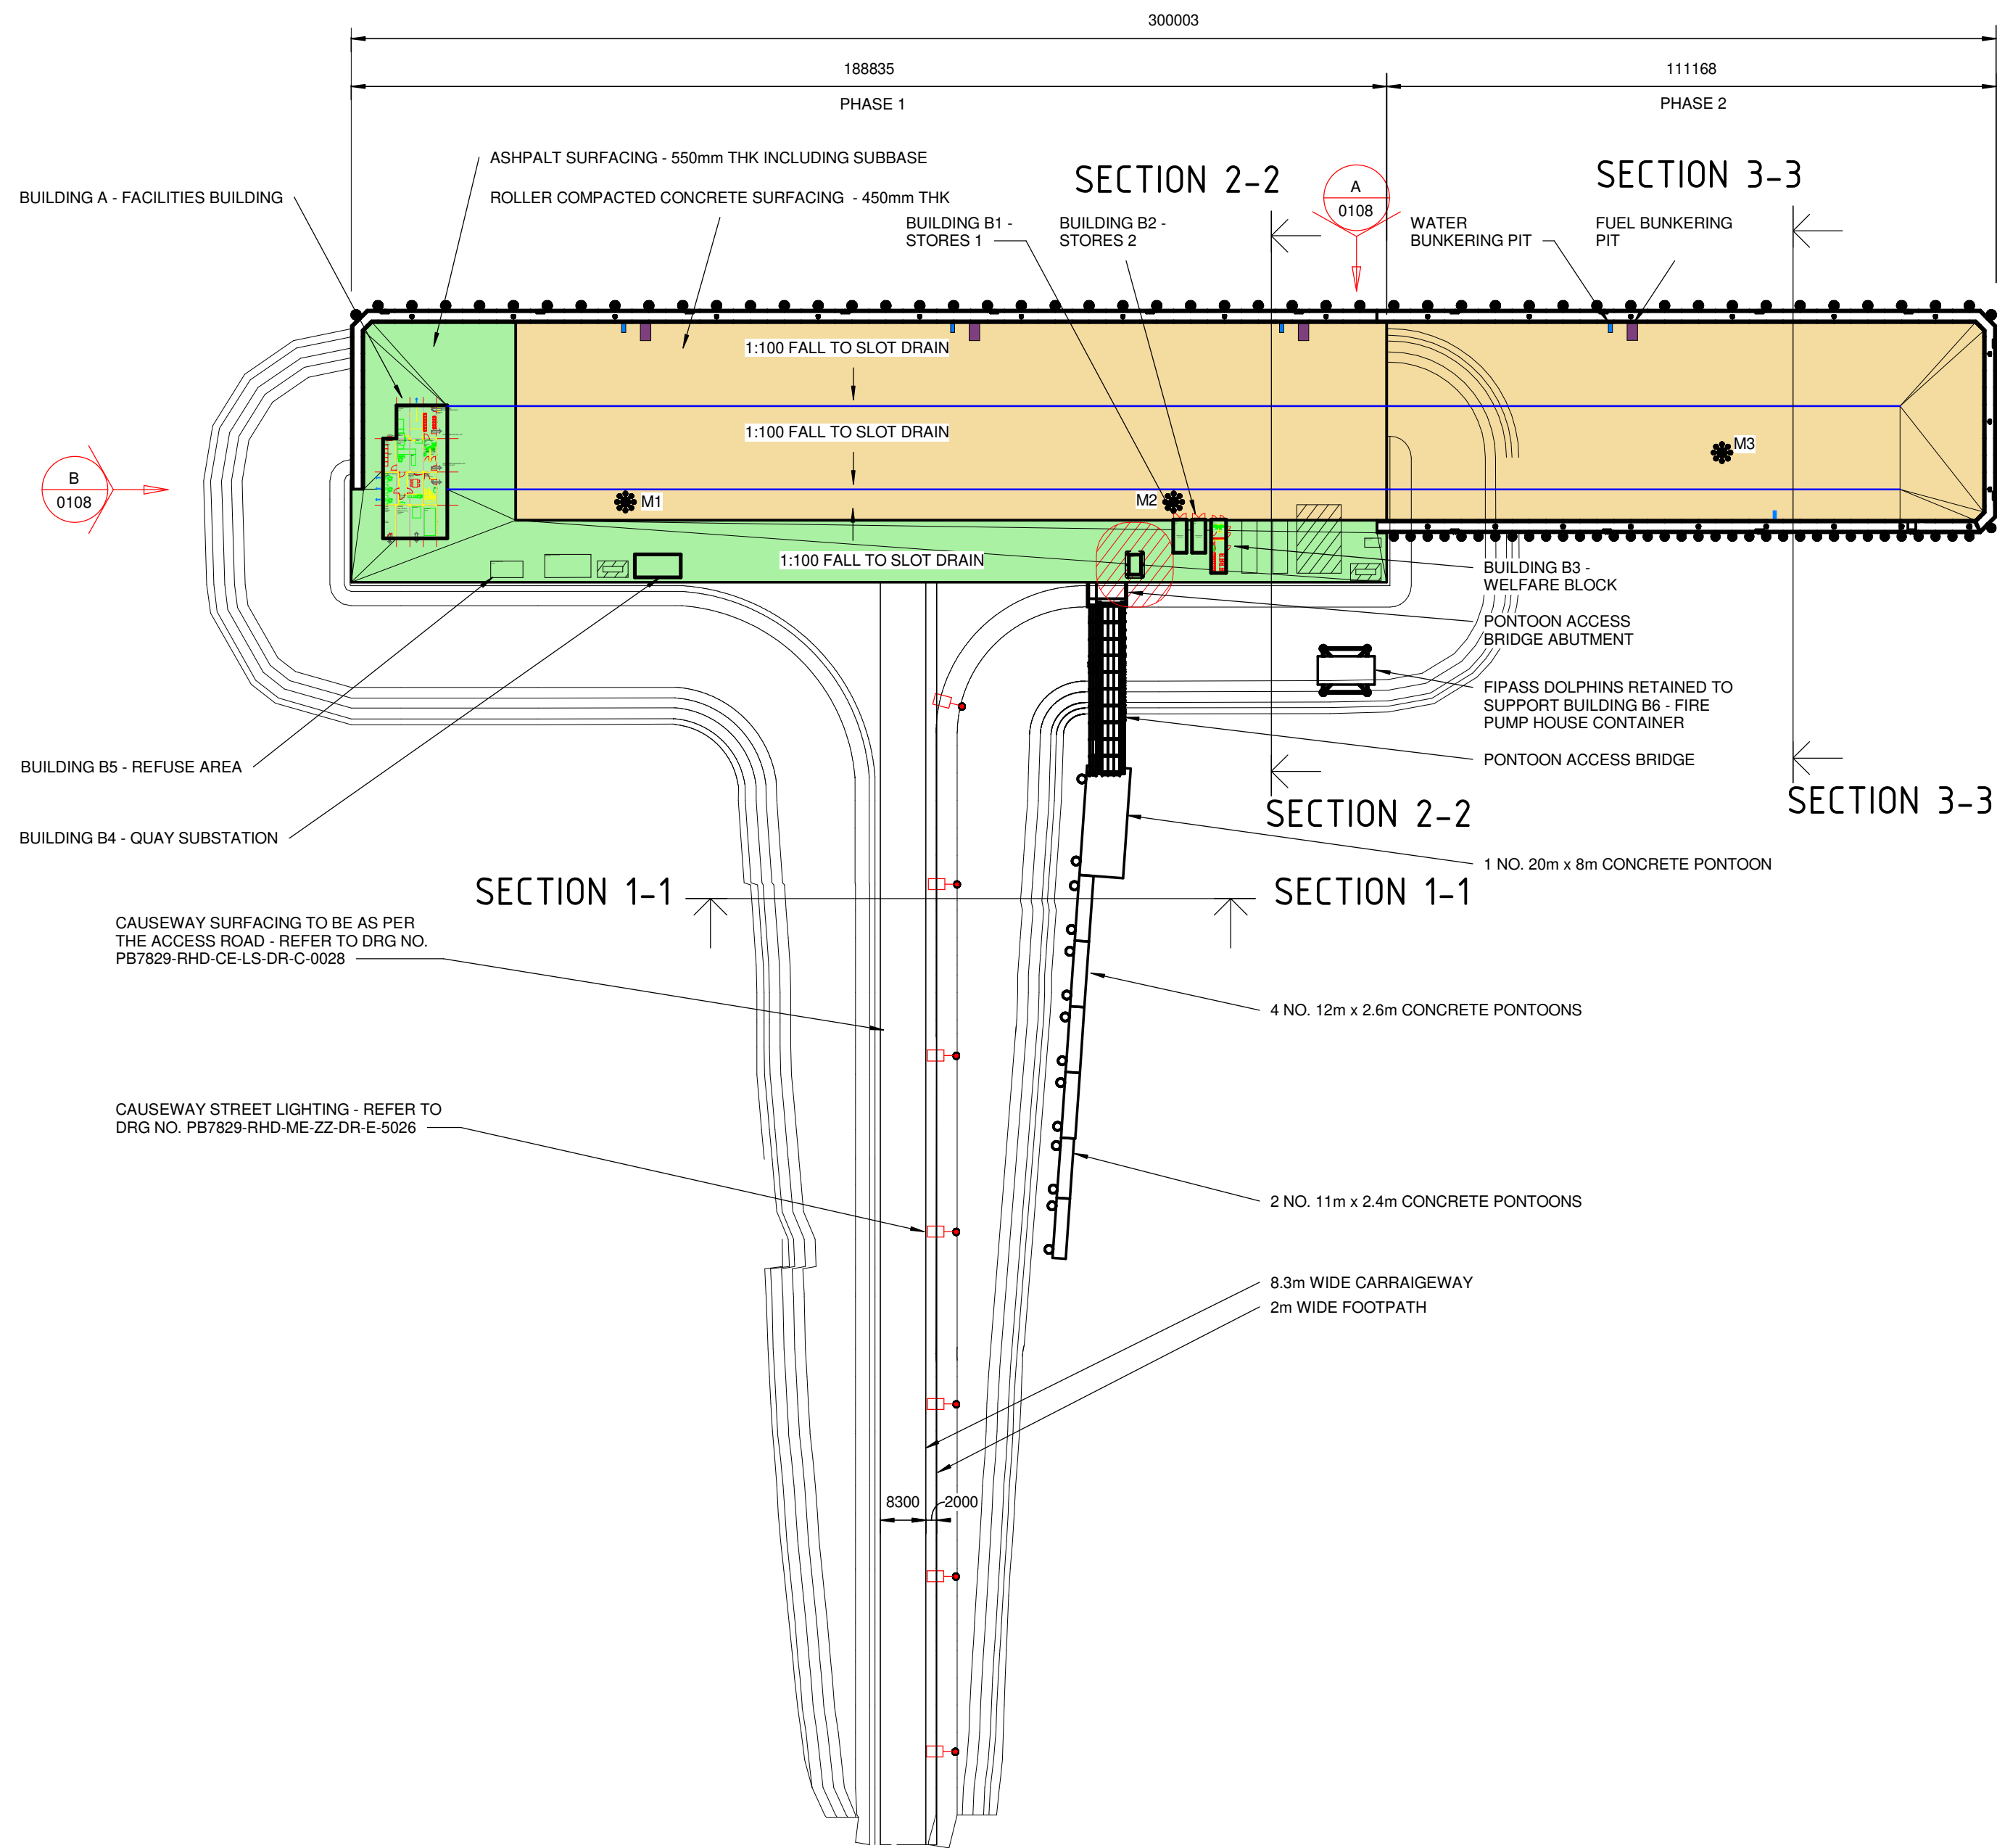 300003
188835
111168
PHASE 1
PHASE 2
ASHPALT SURFACING - 550mm THK INCLUDING SUBBASE
SECTION 2-2
SECTION 3-3
A
0108
BUILDING A - FACILITIES BUILDING
ROLLER COMPACTED CONCRETE SURFACING - 450mm THK
BUILDING B1 -
STORES 1
BUILDING B2 -
STORES 2
WATER
BUNKERING PIT
FUEL BUNKERING
PIT
1:100 FALL TO SLOT DRAIN
1:100 FALL TO SLOT DRAIN
M3
B
0108
M1
M2
1:100 FALL TO SLOT DRAIN
BUILDING B3 -
WELFARE BLOCK
PONTOON ACCESS
BRIDGE ABUTMENT
FIPASS DOLPHINS RETAINED TO
SUPPORT BUILDING B6 - FIRE
PUMP HOUSE CONTAINER
PONTOON ACCESS BRIDGE
BUILDING B5 - REFUSE AREA
SECTION 2-2
SECTION 3-3
BUILDING B4 - QUAY SUBSTATION
1 NO. 20m x 8m CONCRETE PONTOON
SECTION 1-1
SECTION 1-1
CAUSEWAY SURFACING TO BE AS PER
THE ACCESS ROAD - REFER TO DRG NO.
PB7829-RHD-CE-LS-DR-C-0028
4 NO. 12m x 2.6m CONCRETE PONTOONS
CAUSEWAY STREET LIGHTING - REFER TO
DRG NO. PB7829-RHD-ME-ZZ-DR-E-5026
2 NO. 11m x 2.4m CONCRETE PONTOONS
8.3m WIDE CARRAIGEWAY
2m WIDE FOOTPATH
8300
2000